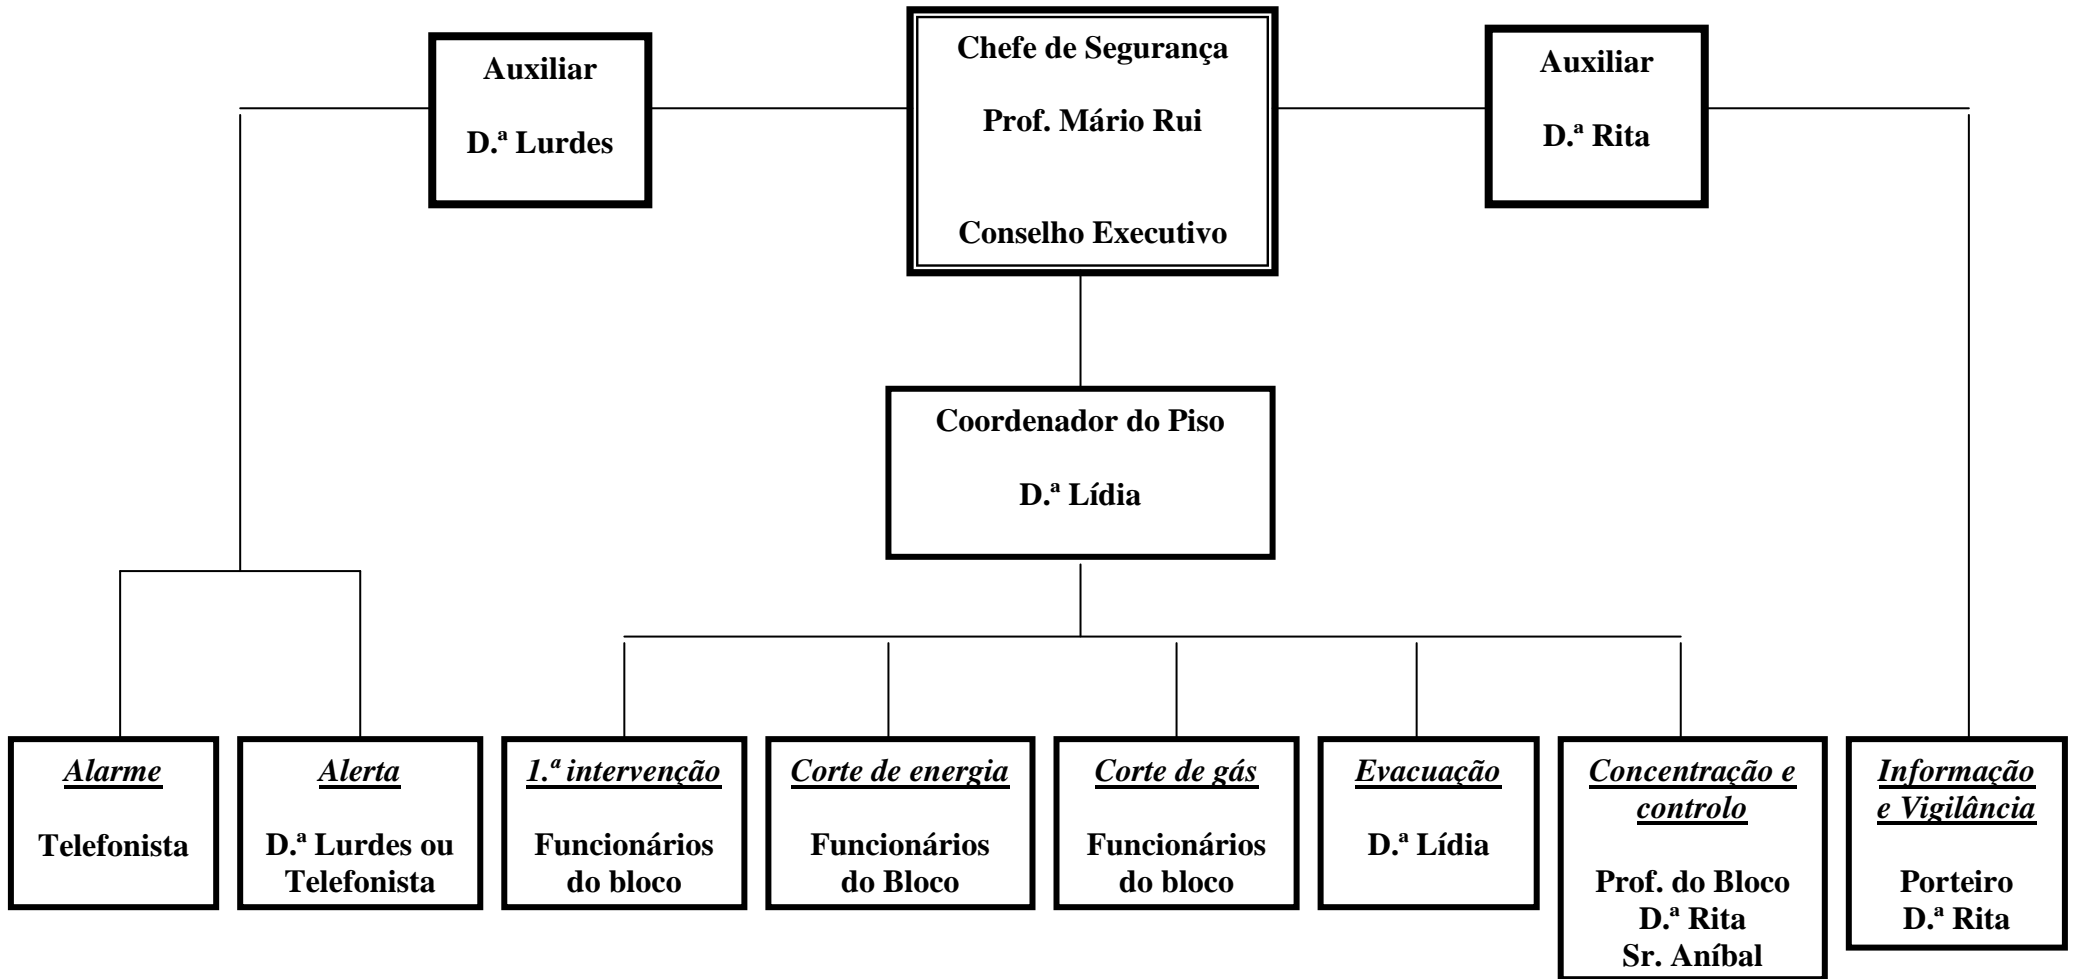 Auxiliar
D.ª Lurdes
Chefe de Segurança
Prof. Mário Rui
Conselho Executivo
Auxiliar
D.ª Rita
Coordenador do Piso
D.ª Lídia
Alarme
Telefonista
Alerta
D.ª Lurdes ou
Telefonista
1.ª intervenção
Funcionários
do bloco
Corte de energia
Funcionários
do Bloco
Corte de gás
Funcionários
do bloco
Evacuação
D.ª Lídia
Concentração e
controlo
Prof. do Bloco
D.ª Rita
Sr. Aníbal
Informação
e Vigilância
Porteiro
D.ª Rita